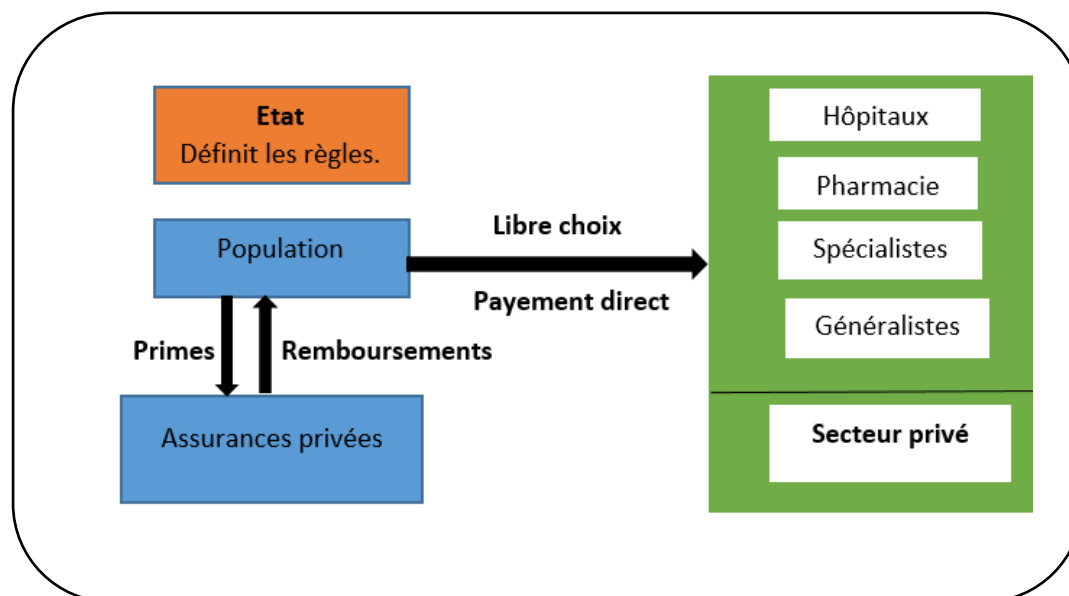 Etat
Définit les règles.
Population
Primes
Remboursements
Assurances privées
Libre choix
Payement direct
Hôpitaux
Pharmacie
Spécialistes
Généralistes
Secteur privé